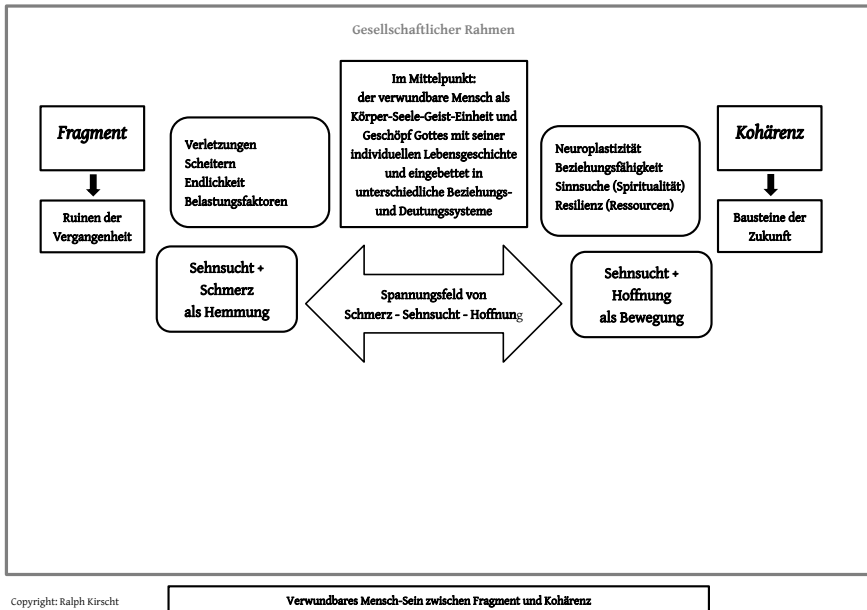 Gesellschaftlicher Rahmen
Im Mittelpunkt:
der verwundbare Mensch als
Körper-Seele-Geist-Einheit und
Geschöpf Gottes mit seiner
individuellen Lebensgeschichte
und eingebettet in
unterschiedliche Beziehungs-
und Deutungssysteme
Fragment
Ruinen der
Vergangenheit
Verletzungen
Scheitern
Endlichkeit
Belastungsfaktoren
Neuroplastizität
Beziehungsfähigkeit
Sinnsuche (Spiritualität)
Resilienz (Ressourcen)
Kohärenz
Bausteine der
Zukunft
Sehnsucht +
Schmerz
als Hemmung
Spannungsfeld von
Schmerz - Sehnsucht - Hoffnung
Sehnsucht +
Hoffnung
als Bewegung
Copyright: Ralph Kirscht
Verwundbares Mensch-Sein zwischen Fragment und Kohärenz